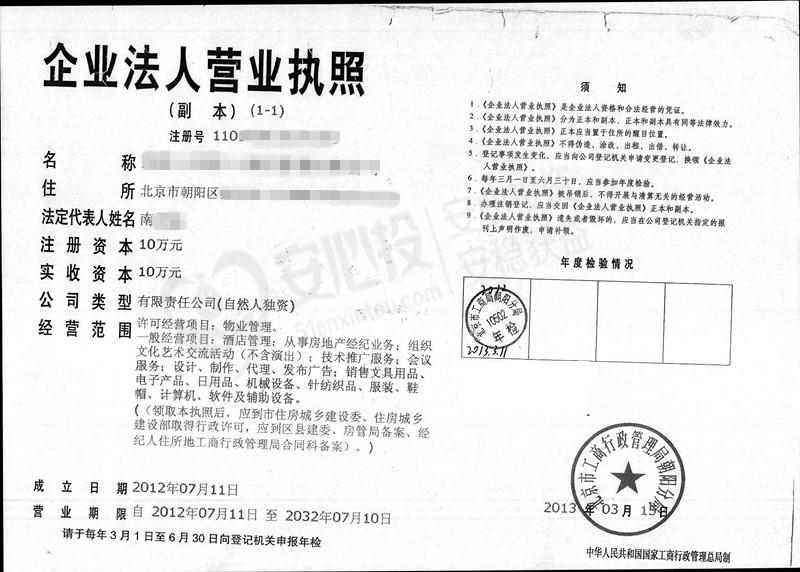 企业法人营业执照
(副 本) (1-1)
注册号 110
名 称
住 所 北京市朝阳区
法定代表人姓名 南
注册资本 10万元
实收资本 10万元
公司类型 有限责任公司(自然人独资)
经营范围 许可经营项目：物业管理。
一般经营项目：酒店管理；从事房地产经纪业务；组织
文化艺术交流活动（不含演出）；技术推广服务；会议
服务；设计、制作、代理、发布广告；销售文具用品、
电子产品、日用品、机械设备、针纺织品、服装、鞋
帽、计算机、软件及辅助设备。
（（领取本执照后，应到市住房城乡建设委、住房城乡
建设部取得行政许可，应到区县建委、房管局备案、经
纪人住所地工商行政管理局合同科备案）。）
成立日期 2012年07月11日
营业期限 自 2012年07月11日 至 2032年07月10日
请于每年3月1日至6月30日向登记机关申报年检
须 知
1．《企业法人营业执照》是企业法人资格和合法经营的凭证。
2．《企业法人营业执照》分为正本和副本，正本和副本具有同等法律效力。
3．《企业法人营业执照》正本应当置于住所的醒目位置。
4．《企业法人营业执照》不得伪造、涂改、出租、出借、转让。
5．登记事项发生变化，应当向公司登记机关申请变更登记，换领《企业法
人营业执照》。
6．每年三月一日至六月三十日，应当参加年度检验。
7．《企业法人营业执照》被吊销后，不得开展与清算无关的经营活动。
8．办理注销登记，应当交回《企业法人营业执照》正本和副本。
9．《企业法人营业执照》遗失或者毁坏的，应当在公司登记机关指定的报
刊上声明作废，申请补领。
年度检验情况
2012
北京市工商局朝阳分局
10502
年检
2013.3.11
北京市工商行政管理局朝阳分局
2013 年 03 月 15日
中华人民共和国国家工商行政管理总局制
安心投
51anxintou.com